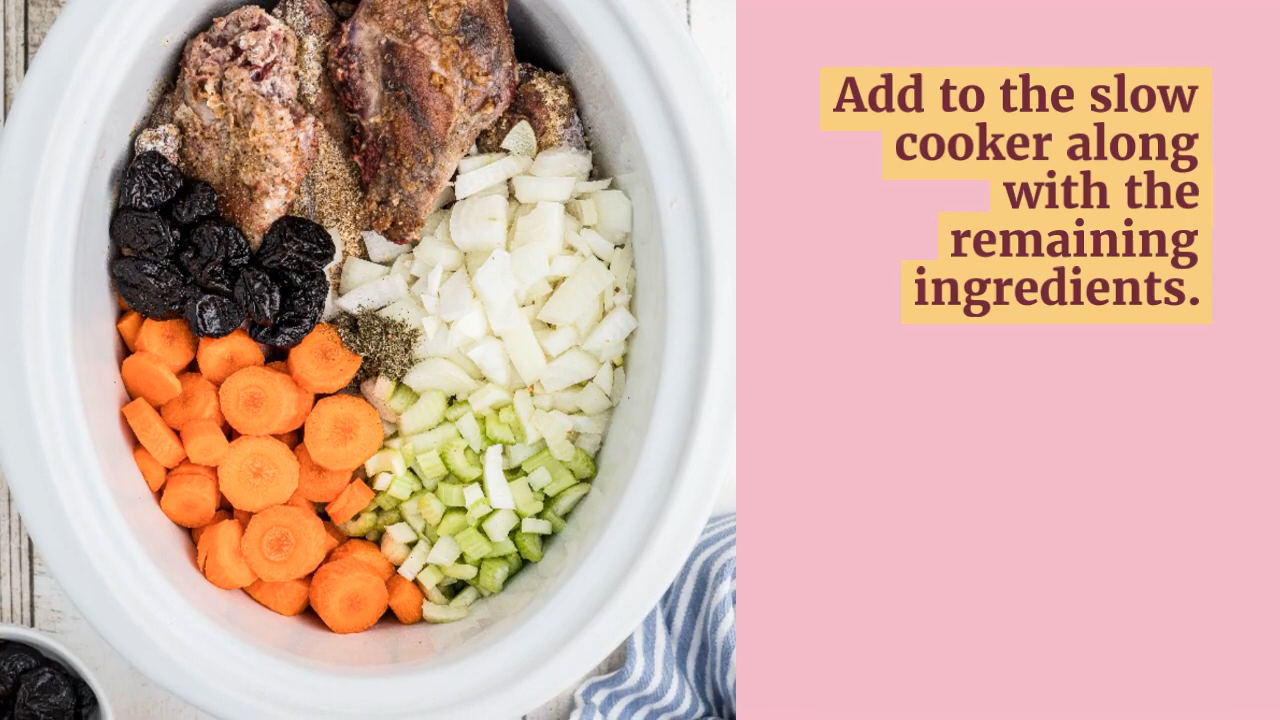 Add to the slow
cooker along
with the
remaining
ingredients.